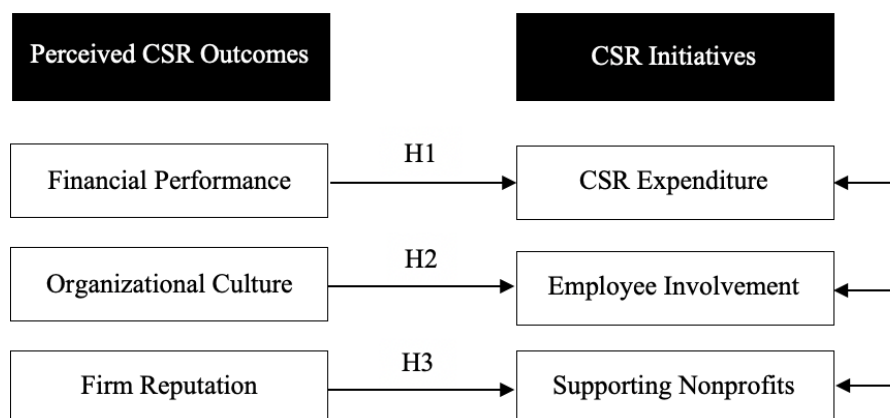 Perceived CSR Outcomes
CSR Initiatives
H1
Financial Performance
CSR Expenditure
H2
Organizational Culture
Employee Involvement
H3
Firm Reputation
Supporting Nonprofits